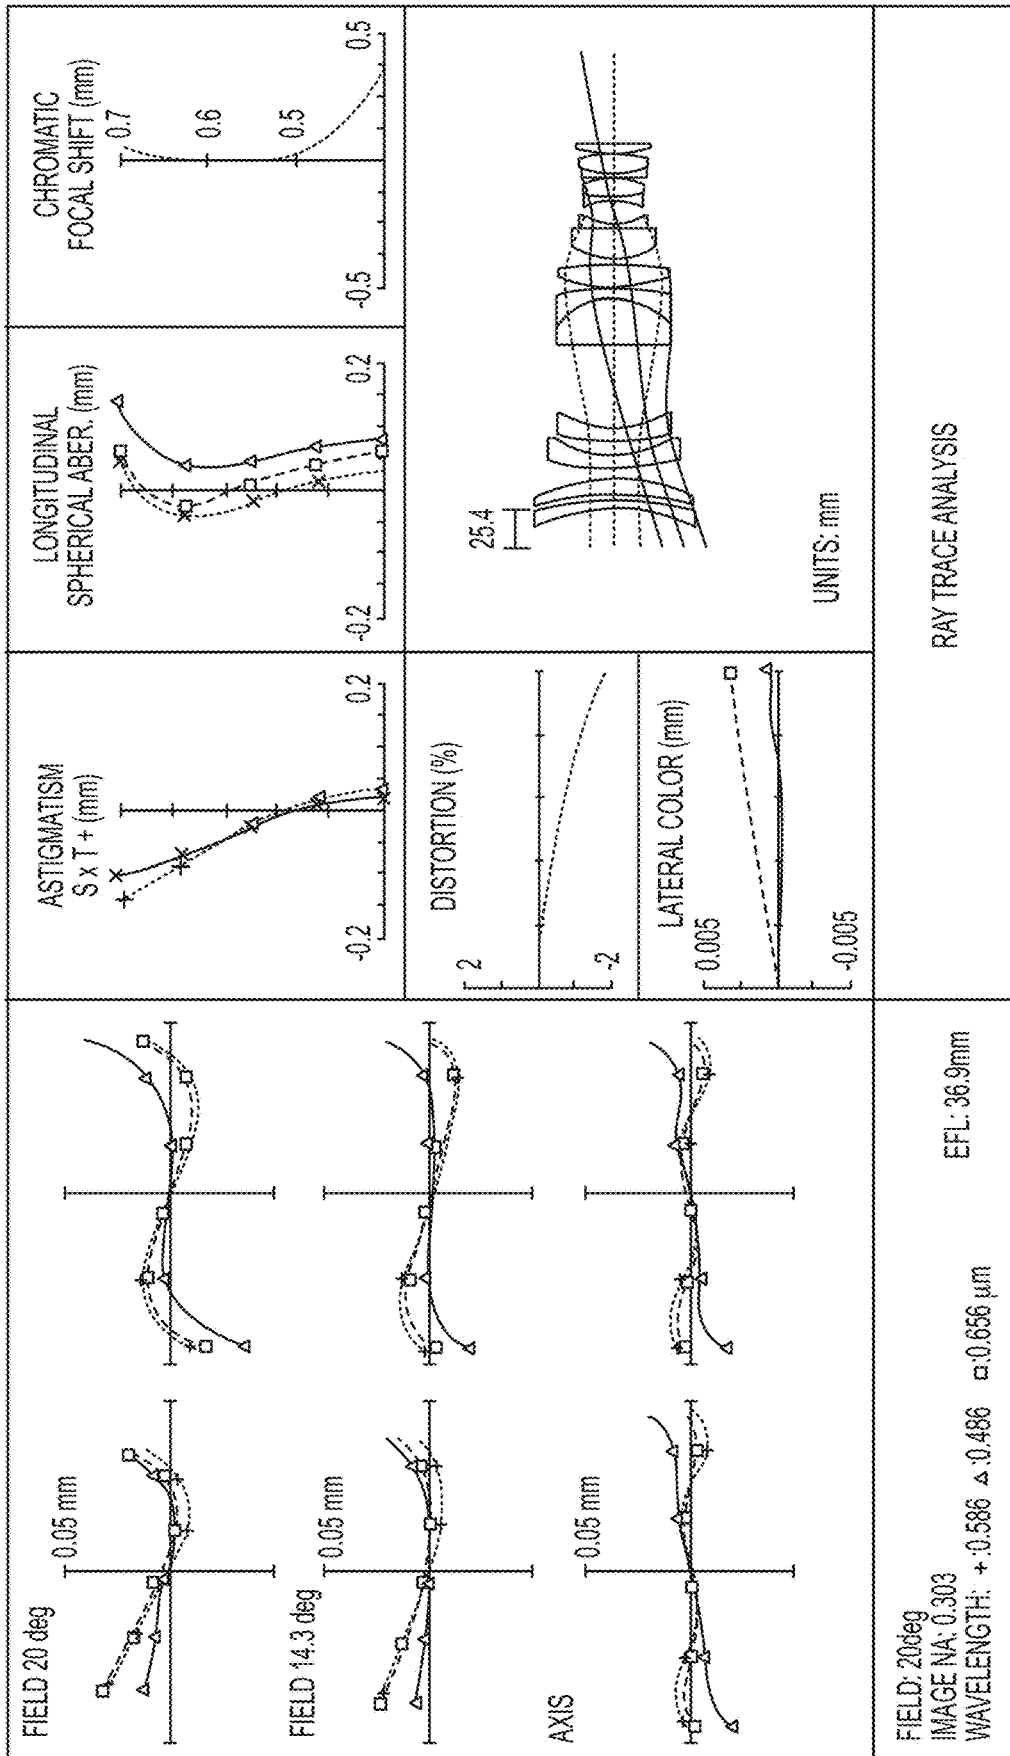 FIELD 20 deg
0.05 mm
FIELD 14.3 deg
0.05 mm
AXIS
0.05 mm
ASTIGMATISM
S x T + (mm)
-0.2
0.2
LONGITUDINAL
SPHERICAL ABER. (mm)
-0.2
0.2
CHROMATIC
FOCAL SHIFT (mm)
0.7
0.6
0.5
-0.5
0.5
DISTORTION (%)
2
-2
LATERAL COLOR (mm)
0.005
-0.005
25.4
UNITS: mm
FIELD: 20deg
IMAGE NA: 0.303
EFL: 36.9mm
WAVELENGTH: +:0.586 △:0.486 □:0.656 µm
RAY TRACE ANALYSIS